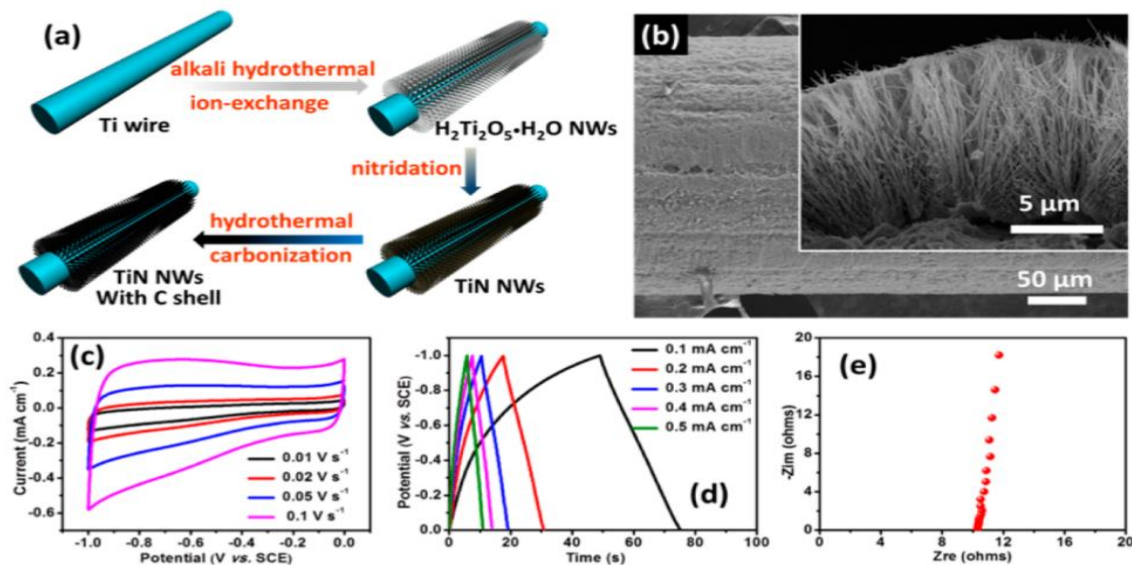 (a)
Ti wire
alkali hydrothermal
ion-exchange
H₂Ti₂O₅•H₂O NWs
nitridation
TiN NWs
hydrothermal
carbonization
TiN NWs
With C shell
(b)
5 µm
50 µm
(c)
Current (mA cm⁻¹)
0.4
0.2
0.0
-0.2
-0.4
-0.6
0.01 V s⁻¹
0.02 V s⁻¹
0.05 V s⁻¹
0.1 V s⁻¹
-1.0 -0.8 -0.6 -0.4 -0.2 0.0
Potential (V vs. SCE)
(d)
Potential (V vs. SCE)
-1.0
-0.8
-0.6
-0.4
-0.2
0.0
0.1 mA cm⁻¹
0.2 mA cm⁻¹
0.3 mA cm⁻¹
0.4 mA cm⁻¹
0.5 mA cm⁻¹
0 20 40 60 80 100
Time (s)
(e)
-Zim (ohms)
20
16
12
8
4
0
0 4 8 12 16 20
Zre (ohms)